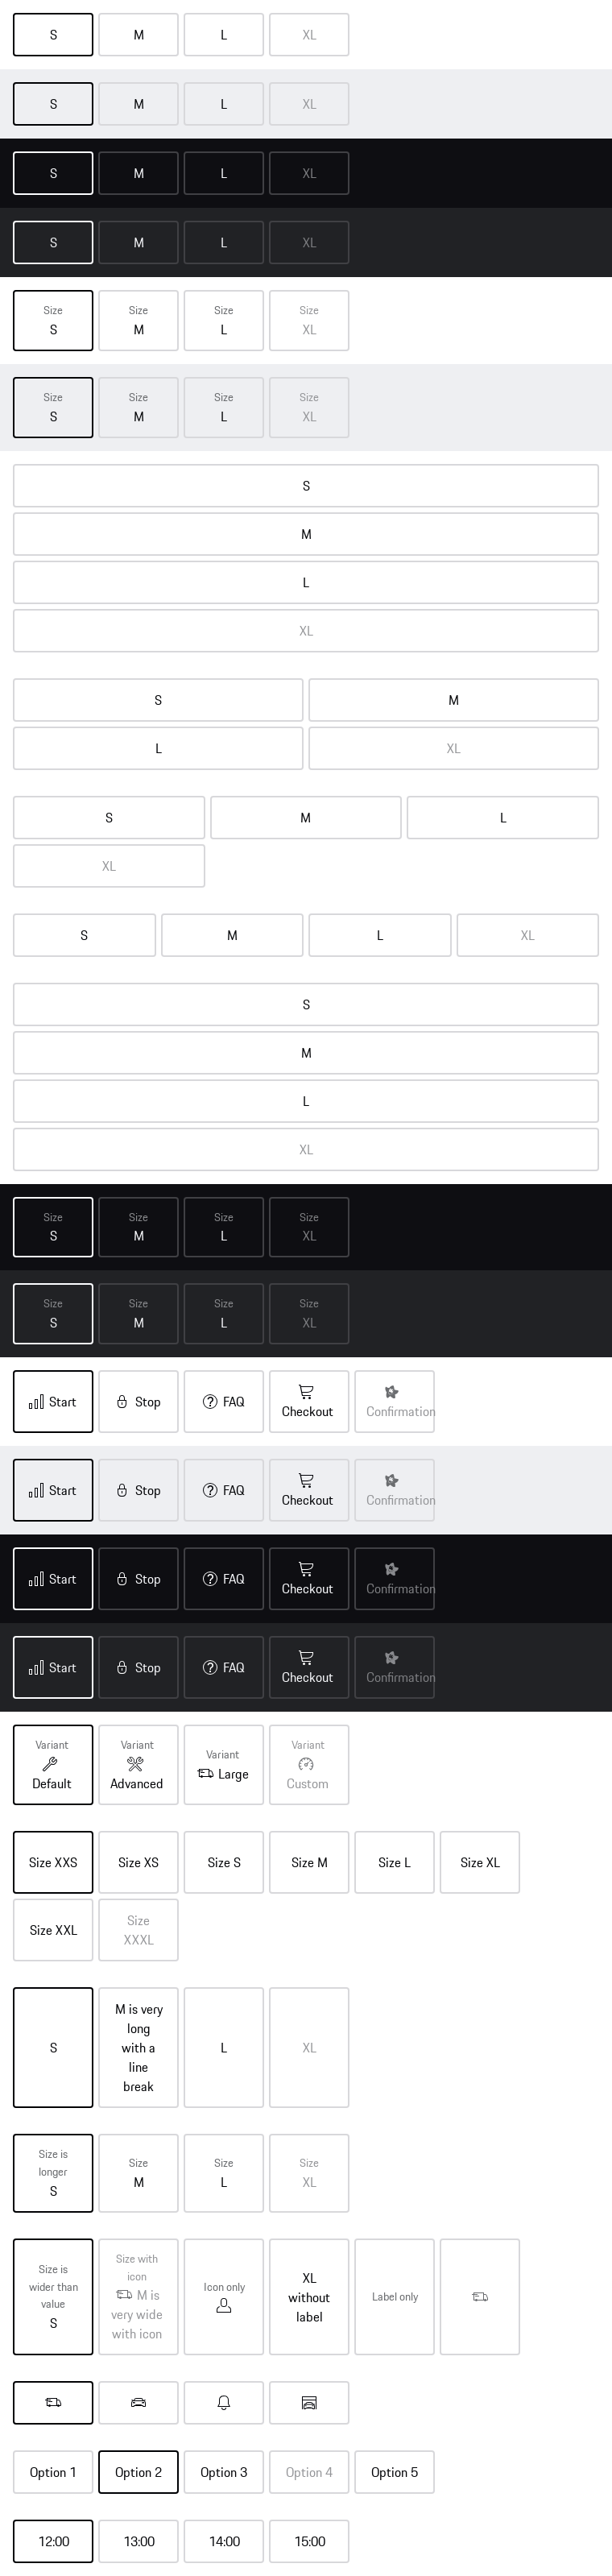 S M L XL
S M L XL
S M L XL
S M L XL
Size Size Size Size
S M L XL
Size Size Size Size
S M L XL
S
M
L
XL
S M
L XL
S M L
XL
S M L XL
S
M
L
XL
Size Size Size Size
S M L XL
Size Size Size Size
S M L XL
Start Stop FAQ Checkout Confirmation
Start Stop FAQ Checkout Confirmation
Start Stop FAQ Checkout Confirmation
Start Stop FAQ Checkout Confirmation
Variant Variant Variant Variant
Default Advanced Large Custom
Size XXS Size XS Size S Size M Size L Size XL
Size XXL Size
XXXL
S
M is very
long
with a
line
break
L
XL
Size is
longer
S
Size
M
Size
L
Size
XL
Size is
wider than
value
S
Size with
icon
M is
very wide
with icon
Icon only
XL
without
label
Label only
Option 1 Option 2 Option 3 Option 4 Option 5
12:00 13:00 14:00 15:00